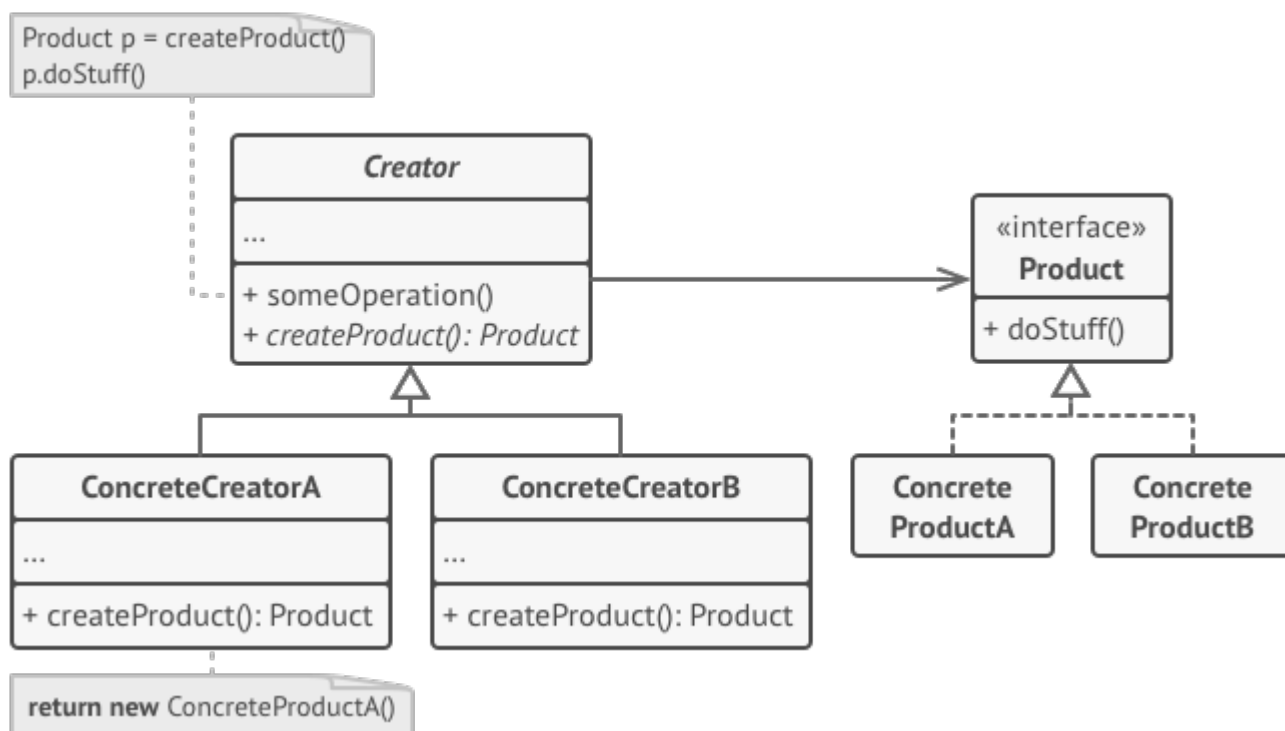 Product p = createProduct()
p.doStuff()
Creator
...
+ someOperation()
+ createProduct(): Product
«interface»
Product
+ doStuff()
ConcreteCreatorA
...
+ createProduct(): Product
ConcreteCreatorB
...
+ createProduct(): Product
Concrete
ProductA
Concrete
ProductB
return new ConcreteProductA()